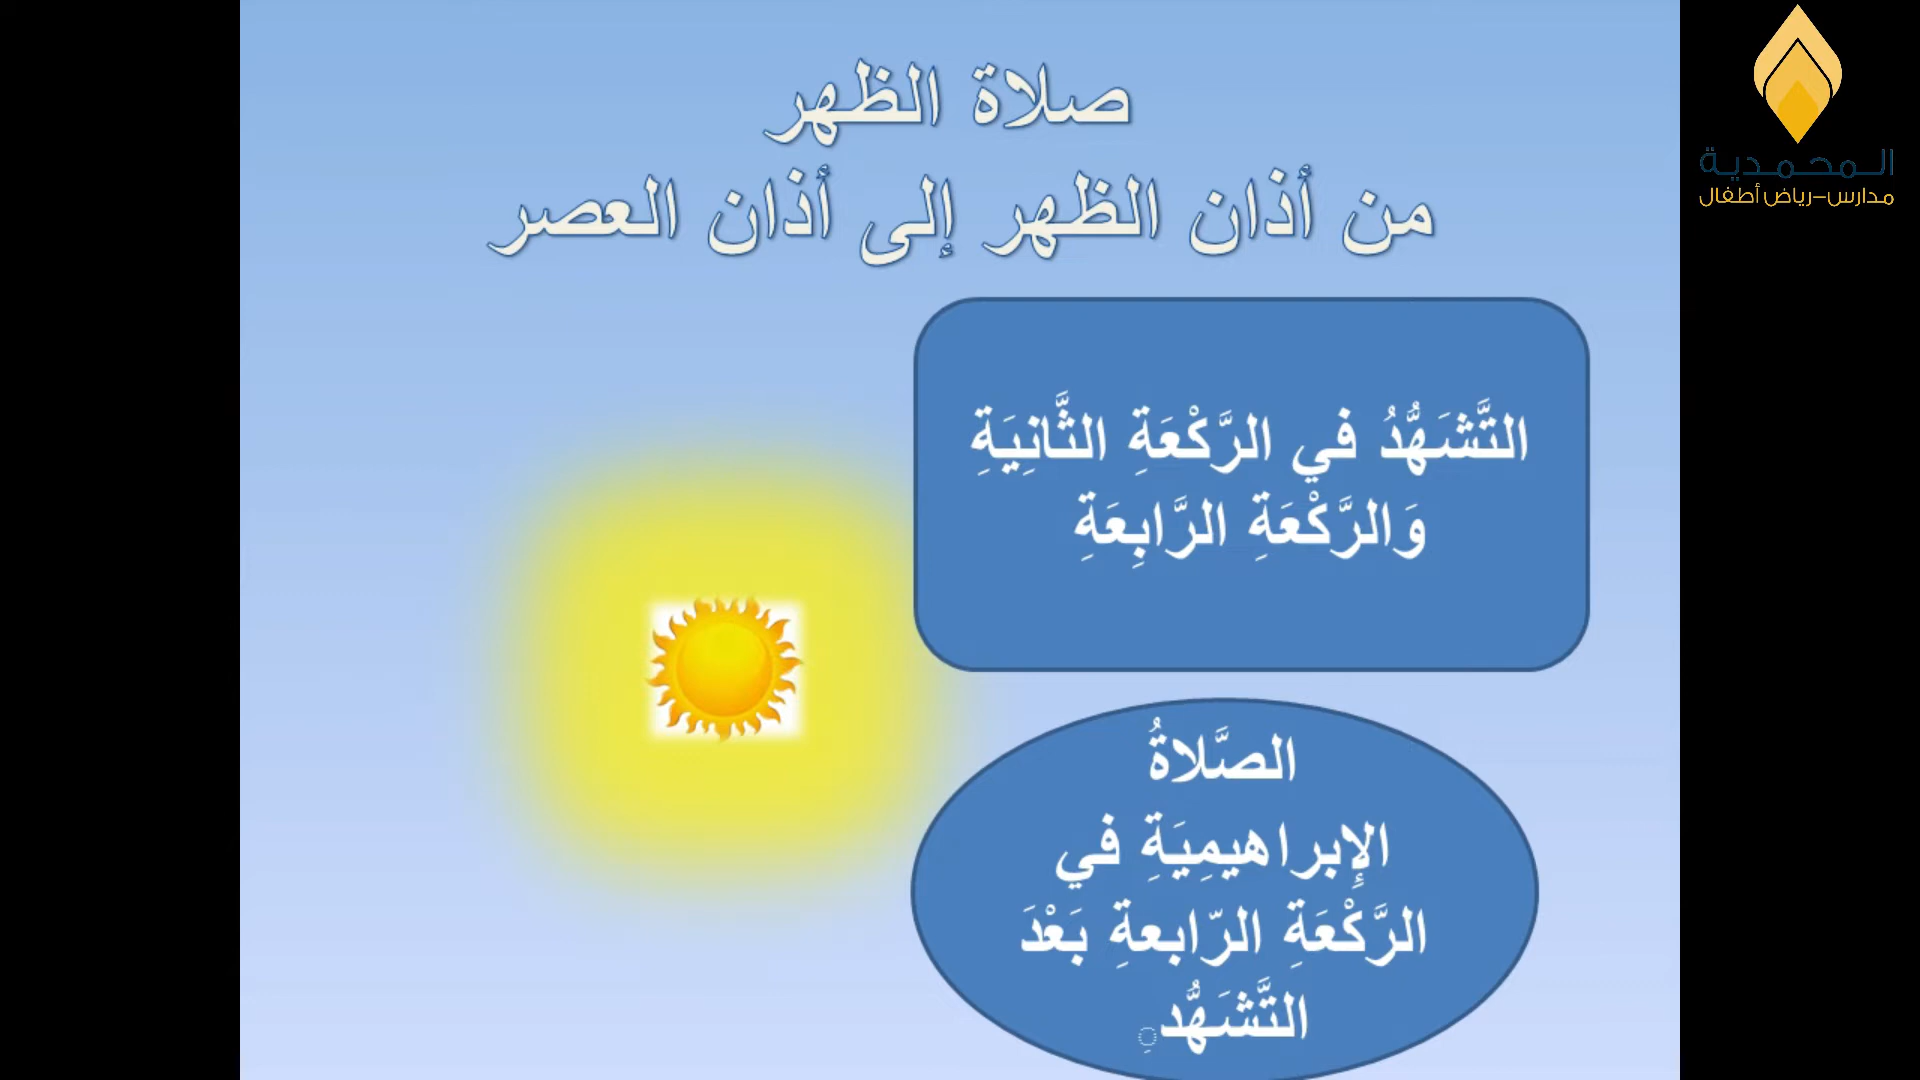 صلاة الظهر
من أذان الظهر إلى أذان العصر
التَّشَهُّدُ في الرَّكْعَةِ الثَّانِيَةِ
وَالرَّكْعَةِ الرَّابِعَةِ
الصَّلاةُ
الإِبراهيمِيَةِ في
الرَّكْعَةِ الرّابعةِ بَعْدَ
التَّشَهُّدِ
المحمدية
مدارس-رياض أطفال